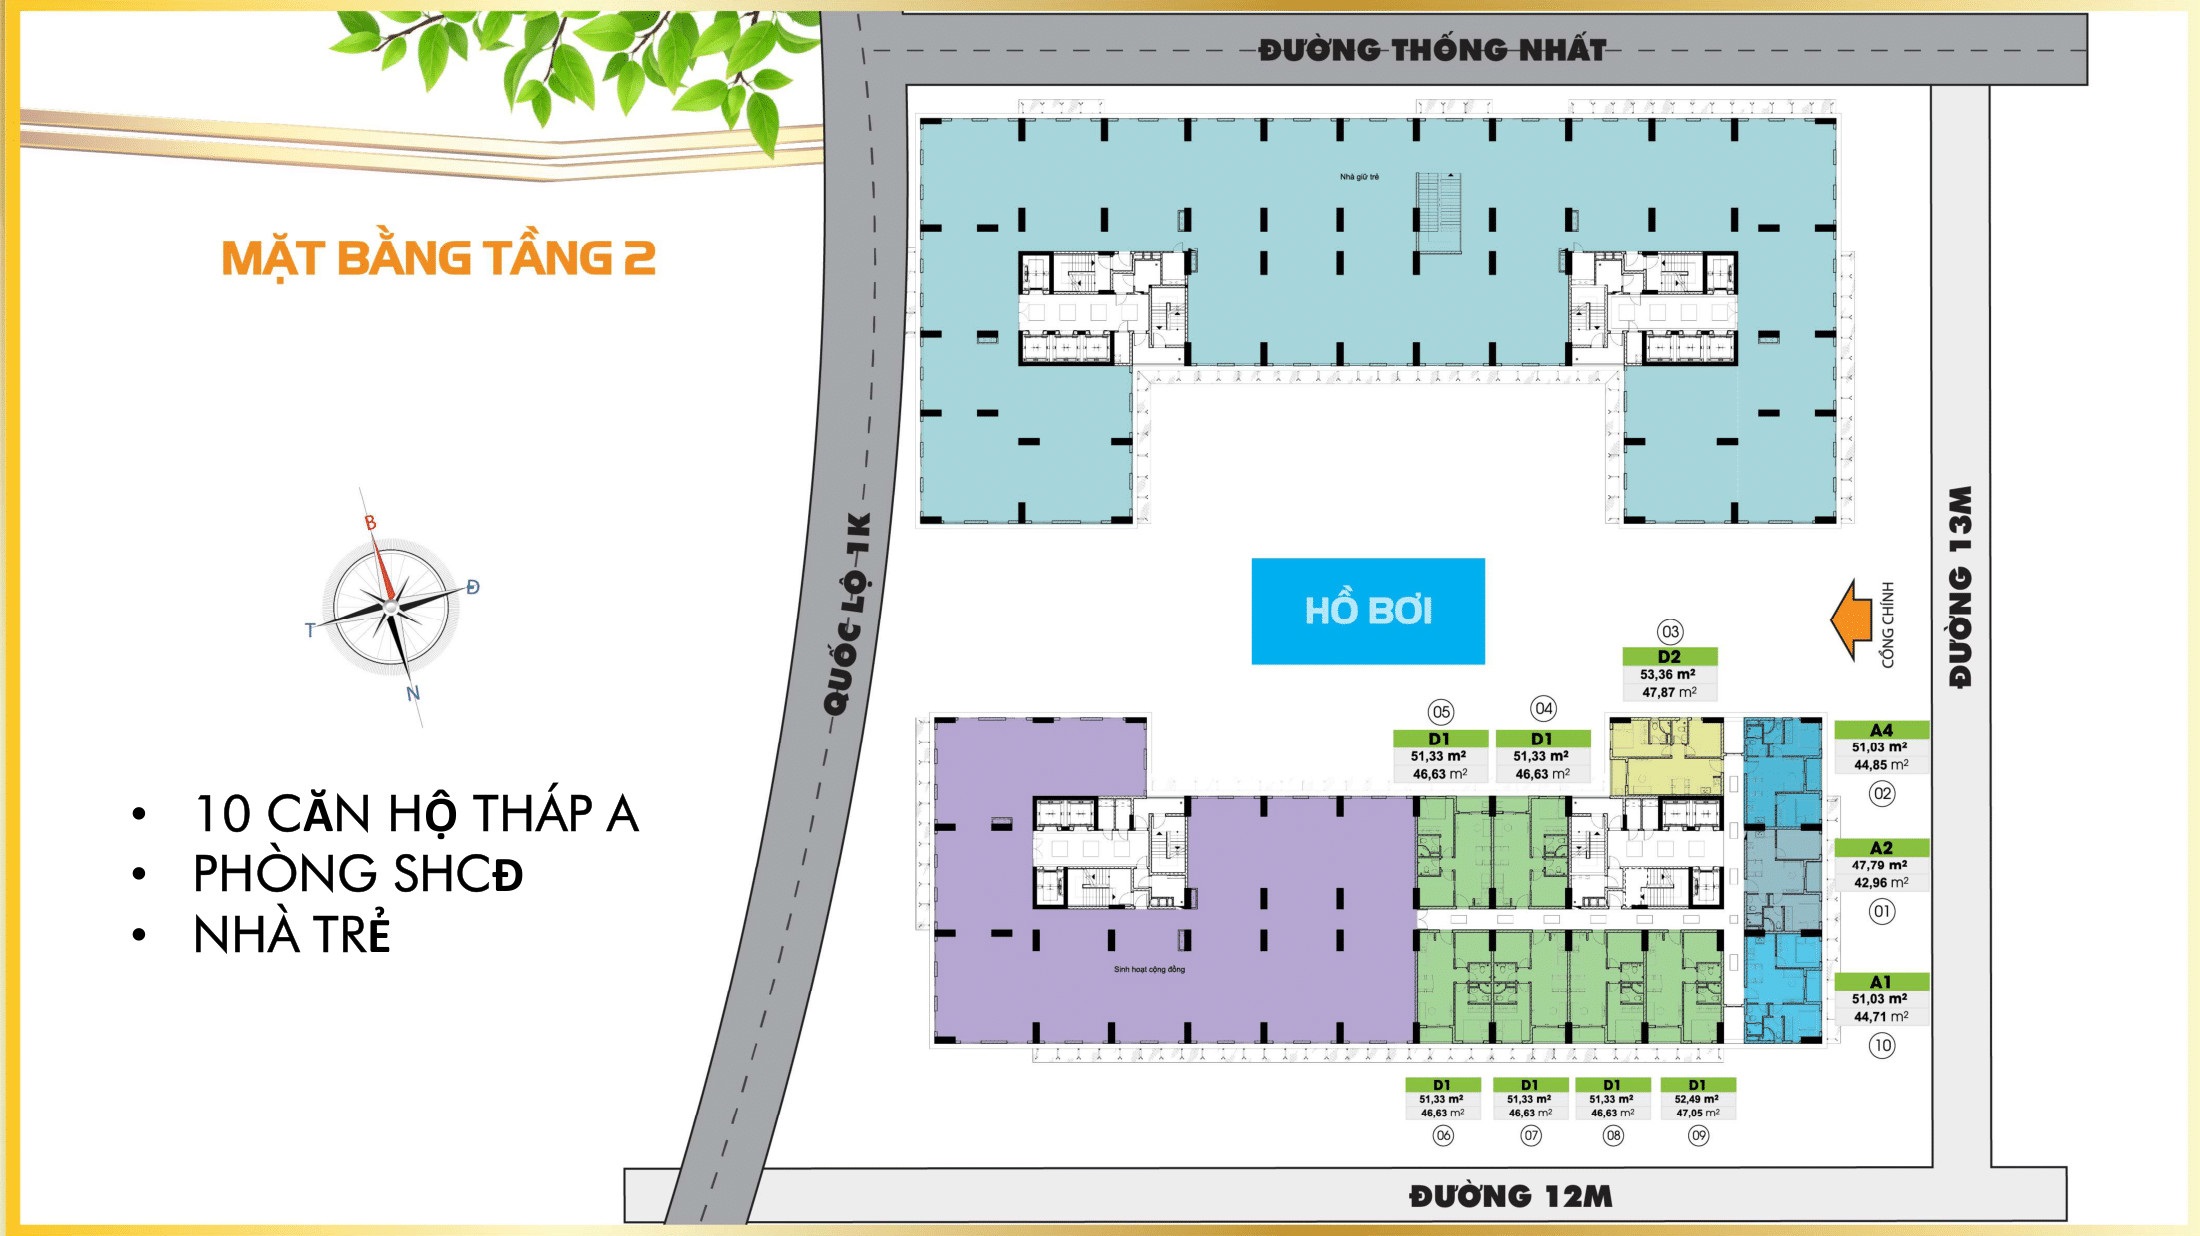 ĐƯỜNG THỐNG NHẤT
Nhà giữ trẻ
MẶT BẰNG TẦNG 2
B
Đ
T
N
QUỐC LỘ 1K
HỒ BƠI
CỔNG CHÍNH
ĐƯỜNG 13M
• 10 CĂN HỘ THÁP A
• PHÒNG SHCĐ
• NHÀ TRẺ
03
D2
53,36 m²
47,87 m²
05
D1
51,33 m²
46,63 m²
04
D1
51,33 m²
46,63 m²
A4
51,03 m²
44,85 m²
02
A2
47,79 m²
42,96 m²
01
A1
51,03 m²
44,71 m²
10
Sinh hoạt cộng đồng
D1
51,33 m²
46,63 m²
06
D1
51,33 m²
46,63 m²
07
D1
51,33 m²
46,63 m²
08
D1
52,49 m²
47,05 m²
09
ĐƯỜNG 12M